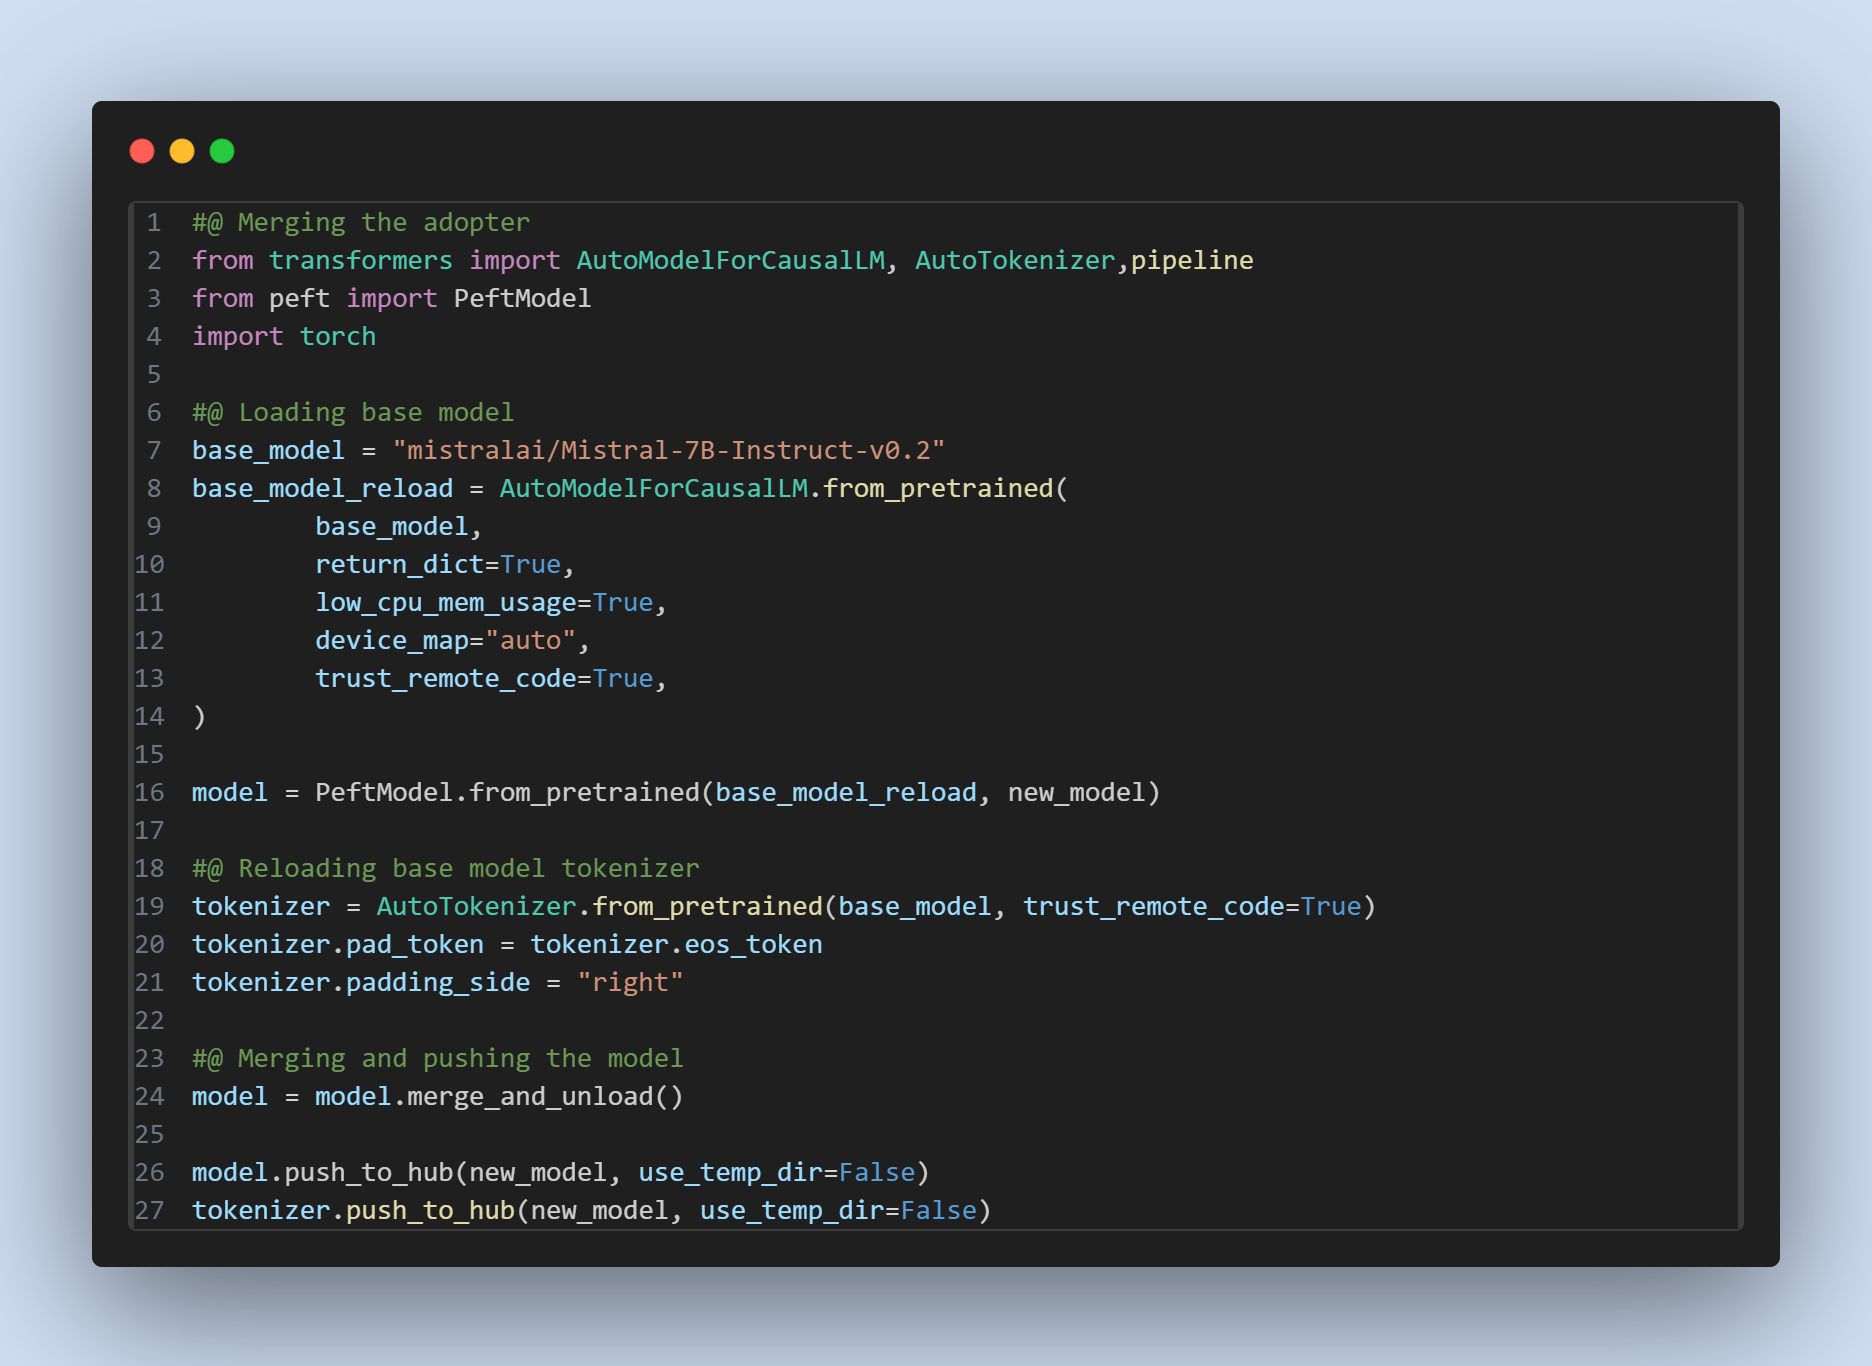 1 #@ Merging the adopter
2 from transformers import AutoModelForCausalLM, AutoTokenizer,pipeline
3 from peft import PeftModel
4 import torch
5
6 #@ Loading base model
7 base_model = "mistralai/Mistral-7B-Instruct-v0.2"
8 base_model_reload = AutoModelForCausalLM.from_pretrained(
9         base_model,
10         return_dict=True,
11         low_cpu_mem_usage=True,
12         device_map="auto",
13         trust_remote_code=True,
14 )
15
16 model = PeftModel.from_pretrained(base_model_reload, new_model)
17
18 #@ Reloading base model tokenizer
19 tokenizer = AutoTokenizer.from_pretrained(base_model, trust_remote_code=True)
20 tokenizer.pad_token = tokenizer.eos_token
21 tokenizer.padding_side = "right"
22
23 #@ Merging and pushing the model
24 model = model.merge_and_unload()
25
26 model.push_to_hub(new_model, use_temp_dir=False)
27 tokenizer.push_to_hub(new_model, use_temp_dir=False)